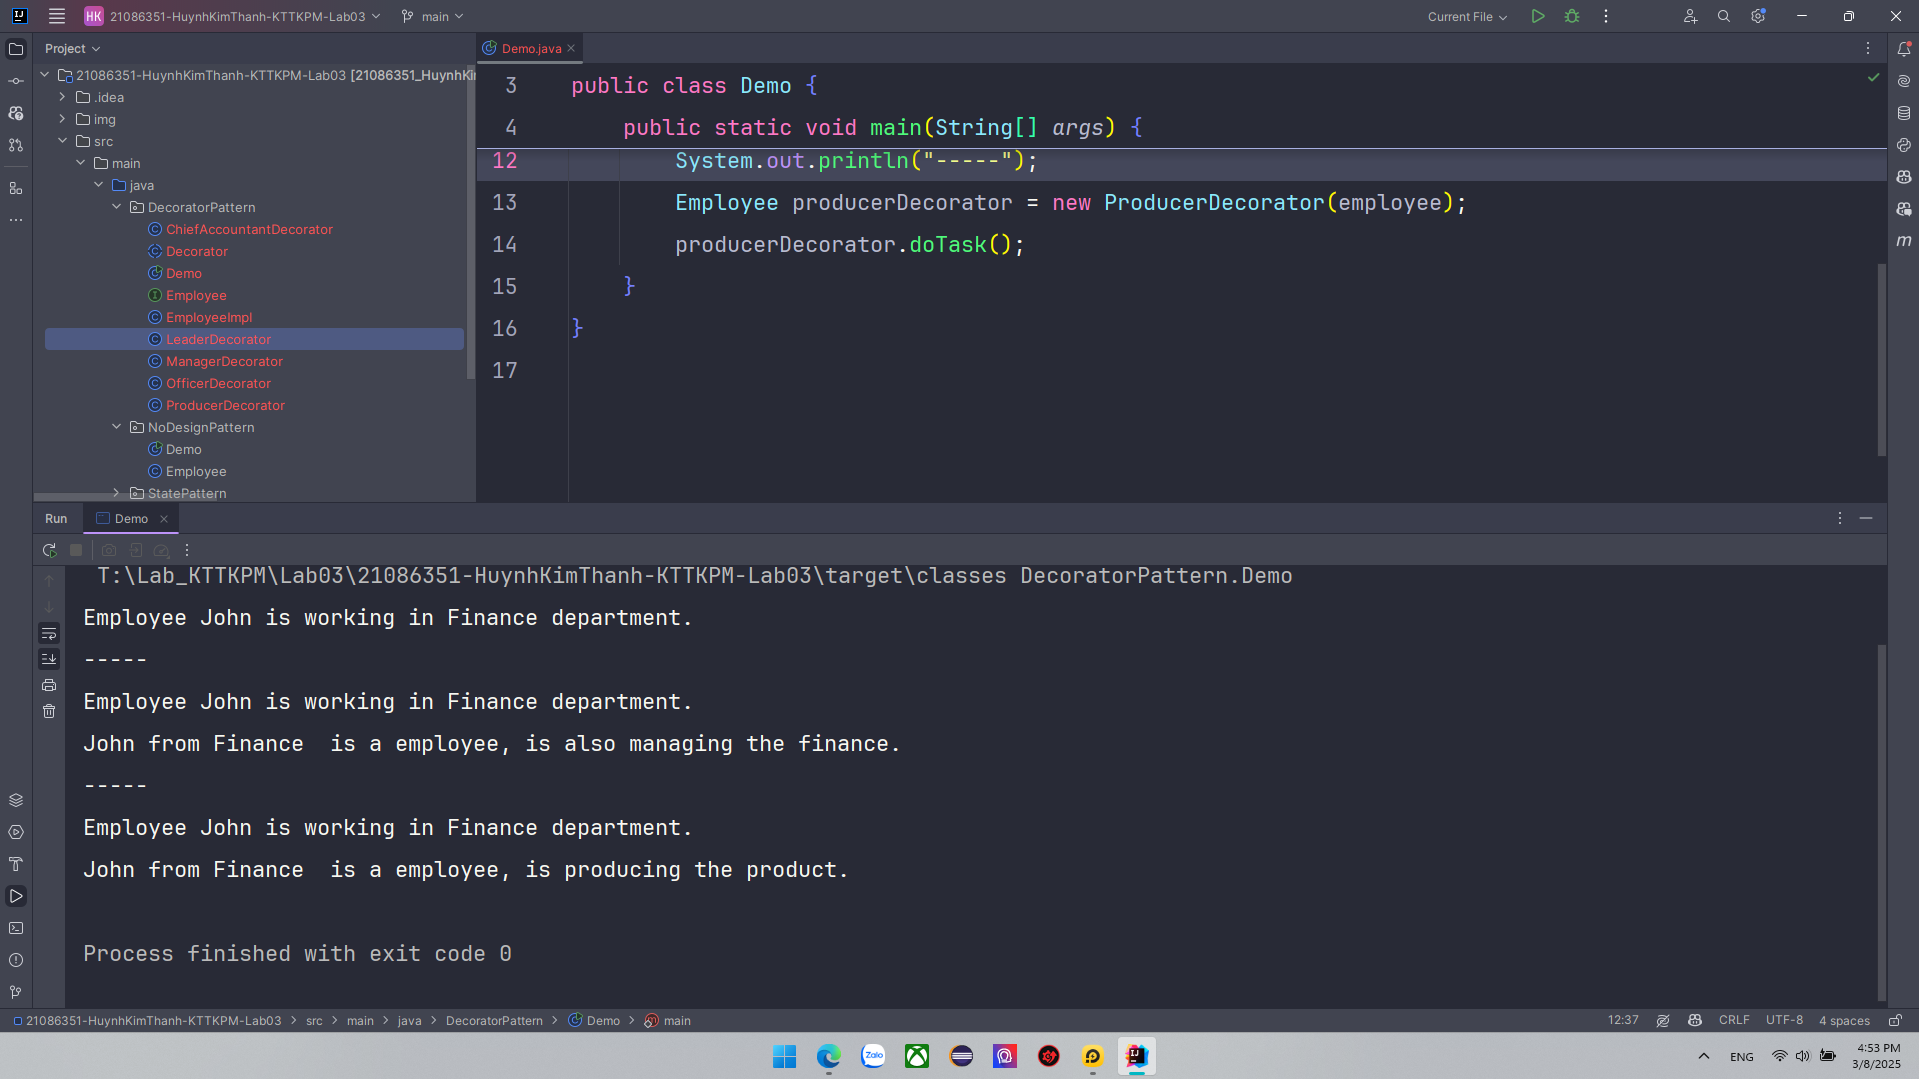 HK 21086351-HuynhKimThanh-KTTKPM-Lab03 main Current File
Project
Demo.java
21086351-HuynhKimThanh-KTTKPM-Lab03 [21086351_HuynhKi
.idea
img
src
main
java
DecoratorPattern
ChiefAccountantDecorator
Decorator
Demo
Employee
EmployeeImpl
LeaderDecorator
ManagerDecorator
OfficerDecorator
ProducerDecorator
NoDesignPattern
Demo
Employee
StatePattern
3 public class Demo {
4 public static void main(String[] args) {
12 System.out.println("-----");
13 Employee producerDecorator = new ProducerDecorator(employee);
14 producerDecorator.doTask();
15 }
16 }
17
Run Demo
T:\Lab_KTTKPM\Lab03\21086351-HuynhKimThanh-KTTKPM-Lab03\target\classes DecoratorPattern.Demo
Employee John is working in Finance department.
-----
Employee John is working in Finance department.
John from Finance  is a employee, is also managing the finance.
-----
Employee John is working in Finance department.
John from Finance  is a employee, is producing the product.
Process finished with exit code 0
21086351-HuynhKimThanh-KTTKPM-Lab03 > src > main > java > DecoratorPattern > Demo > main 12:37 CRLF UTF-8 4 spaces
Zalo
ENG
4:53 PM
3/8/2025